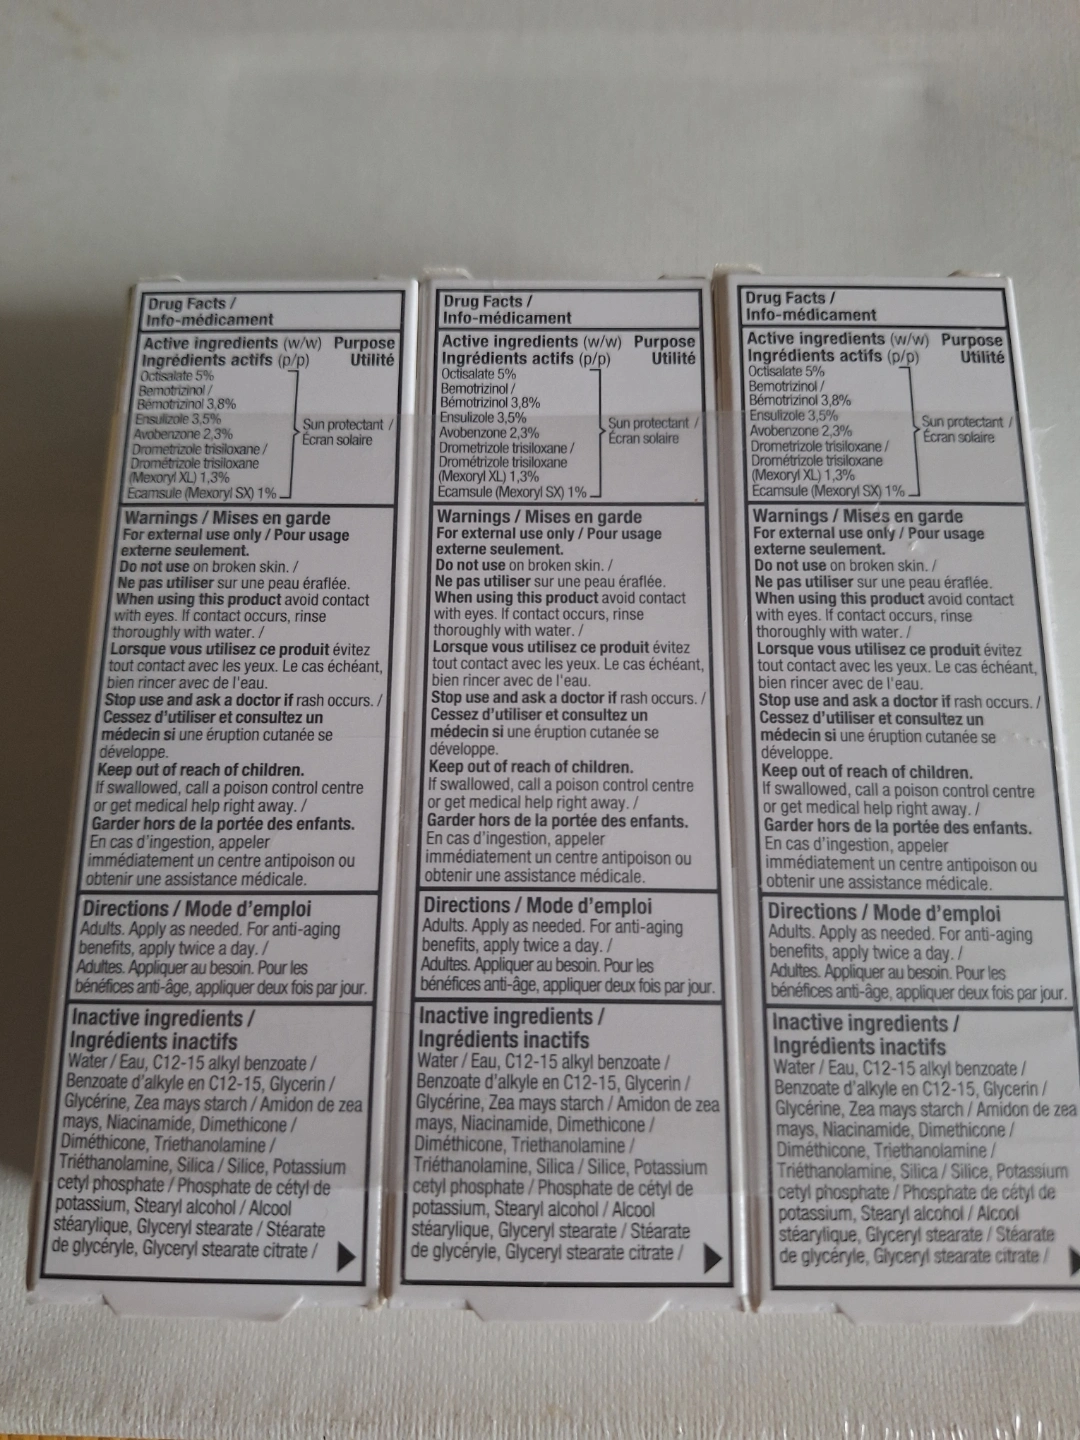 Drug Facts /
Info-médicament
Active ingredients (w/w) Purpose
Ingrédients actifs (p/p) Utilité
Octisalate 5%
Bemotrizinol /
Bémotrizinol 3,8%
Ensulizole 3,5%
Avobenzone 2,3%
Drometrizole trisiloxane /
Drométrizole trisiloxane
(Mexoryl XL) 1,3%
Ecamsule (Mexoryl SX) 1%
Sun protectant /
Écran solaire
Warnings / Mises en garde
For external use only / Pour usage
externe seulement.
Do not use on broken skin. /
Ne pas utiliser sur une peau éraflée.
When using this product avoid contact
with eyes. If contact occurs, rinse
thoroughly with water. /
Lorsque vous utilisez ce produit évitez
tout contact avec les yeux. Le cas échéant,
bien rincer avec de l'eau.
Stop use and ask a doctor if rash occurs. /
Cessez d'utiliser et consultez un
médecin si une éruption cutanée se
développe.
Keep out of reach of children.
If swallowed, call a poison control centre
or get medical help right away. /
Garder hors de la portée des enfants.
En cas d'ingestion, appeler
immédiatement un centre antipoison ou
obtenir une assistance médicale.
Directions / Mode d'emploi
Adults. Apply as needed. For anti-aging
benefits, apply twice a day. /
Adultes. Appliquer au besoin. Pour les
bénéfices anti-âge, appliquer deux fois par jour.
Inactive ingredients /
Ingrédients inactifs
Water / Eau, C12-15 alkyl benzoate /
Benzoate d'alkyle en C12-15, Glycerin /
Glycérine, Zea mays starch / Amidon de zea
mays, Niacinamide, Dimethicone /
Diméthicone, Triethanolamine /
Triéthanolamine, Silica / Silice, Potassium
cetyl phosphate / Phosphate de cétyl de
potassium, Stearyl alcohol / Alcool
stéarylique, Glyceryl stearate / Stéarate
de glycéryle, Glyceryl stearate citrate /
Drug Facts /
Info-médicament
Active ingredients (w/w) Purpose
Ingrédients actifs (p/p) Utilité
Octisalate 5%
Bemotrizinol /
Bémotrizinol 3,8%
Ensulizole 3,5%
Avobenzone 2,3%
Drometrizole trisiloxane /
Drométrizole trisiloxane
(Mexoryl XL) 1,3%
Ecamsule (Mexoryl SX) 1%
Sun protectant /
Écran solaire
Warnings / Mises en garde
For external use only / Pour usage
externe seulement.
Do not use on broken skin. /
Ne pas utiliser sur une peau éraflée.
When using this product avoid contact
with eyes. If contact occurs, rinse
thoroughly with water. /
Lorsque vous utilisez ce produit évitez
tout contact avec les yeux. Le cas échéant,
bien rincer avec de l'eau.
Stop use and ask a doctor if rash occurs. /
Cessez d'utiliser et consultez un
médecin si une éruption cutanée se
développe.
Keep out of reach of children.
If swallowed, call a poison control centre
or get medical help right away. /
Garder hors de la portée des enfants.
En cas d'ingestion, appeler
immédiatement un centre antipoison ou
obtenir une assistance médicale.
Directions / Mode d'emploi
Adults. Apply as needed. For anti-aging
benefits, apply twice a day. /
Adultes. Appliquer au besoin. Pour les
bénéfices anti-âge, appliquer deux fois par jour.
Inactive ingredients /
Ingrédients inactifs
Water / Eau, C12-15 alkyl benzoate /
Benzoate d'alkyle en C12-15, Glycerin /
Glycérine, Zea mays starch / Amidon de zea
mays, Niacinamide, Dimethicone /
Diméthicone, Triethanolamine /
Triéthanolamine, Silica / Silice, Potassium
cetyl phosphate / Phosphate de cétyl de
potassium, Stearyl alcohol / Alcool
stéarylique, Glyceryl stearate / Stéarate
de glycéryle, Glyceryl stearate citrate /
Drug Facts /
Info-médicament
Active ingredients (w/w) Purpose
Ingrédients actifs (p/p) Utilité
Octisalate 5%
Bemotrizinol /
Bémotrizinol 3,8%
Ensulizole 3,5%
Avobenzone 2,3%
Drometrizole trisiloxane /
Drométrizole trisiloxane
(Mexoryl XL) 1,3%
Ecamsule (Mexoryl SX) 1%
Sun protectant /
Écran solaire
Warnings / Mises en garde
For external use only / Pour usage
externe seulement.
Do not use on broken skin. /
Ne pas utiliser sur une peau éraflée.
When using this product avoid contact
with eyes. If contact occurs, rinse
thoroughly with water. /
Lorsque vous utilisez ce produit évitez
tout contact avec les yeux. Le cas échéant,
bien rincer avec de l'eau.
Stop use and ask a doctor if rash occurs. /
Cessez d'utiliser et consultez un
médecin si une éruption cutanée se
développe.
Keep out of reach of children.
If swallowed, call a poison control centre
or get medical help right away. /
Garder hors de la portée des enfants.
En cas d'ingestion, appeler
immédiatement un centre antipoison ou
obtenir une assistance médicale.
Directions / Mode d'emploi
Adults. Apply as needed. For anti-aging
benefits, apply twice a day. /
Adultes. Appliquer au besoin. Pour les
bénéfices anti-âge, appliquer deux fois par jour.
Inactive ingredients /
Ingrédients inactifs
Water / Eau, C12-15 alkyl benzoate /
Benzoate d'alkyle en C12-15, Glycerin /
Glycérine, Zea mays starch / Amidon de zea
mays, Niacinamide, Dimethicone /
Diméthicone, Triethanolamine /
Triéthanolamine, Silica / Silice, Potassium
cetyl phosphate / Phosphate de cétyl de
potassium, Stearyl alcohol / Alcool
stéarylique, Glyceryl stearate / Stéarate
de glycéryle, Glyceryl stearate citrate /